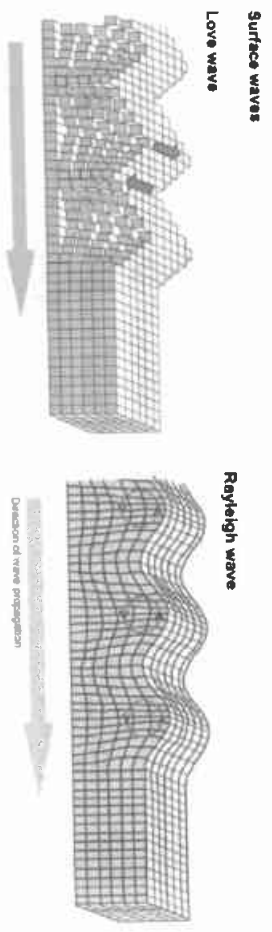 Surface waves
Love wave
Rayleigh wave
Direction of wave propagation